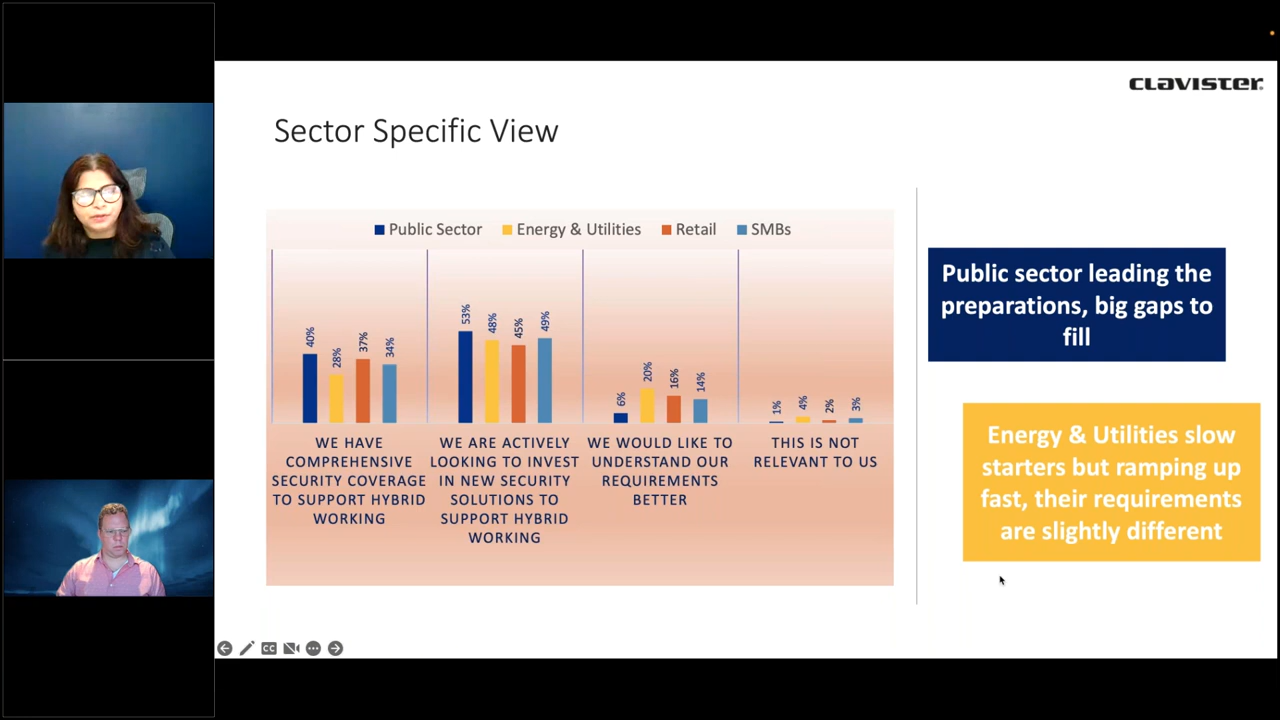 CLAVISTER.
Sector Specific View
Public Sector
Energy & Utilities
Retail
SMBs
40%
28%
37%
34%
53%
48%
45%
49%
6%
20%
16%
14%
1%
4%
2%
3%
WE HAVE
COMPREHENSIVE
SECURITY COVERAGE
TO SUPPORT HYBRID
WORKING
WE ARE ACTIVELY
LOOKING TO INVEST
IN NEW SECURITY
SOLUTIONS TO
SUPPORT HYBRID
WORKING
WE WOULD LIKE TO
UNDERSTAND OUR
REQUIREMENTS
BETTER
THIS IS NOT
RELEVANT TO US
Public sector leading the
preparations, big gaps to
fill
Energy & Utilities slow
starters but ramping up
fast, their requirements
are slightly different
CC